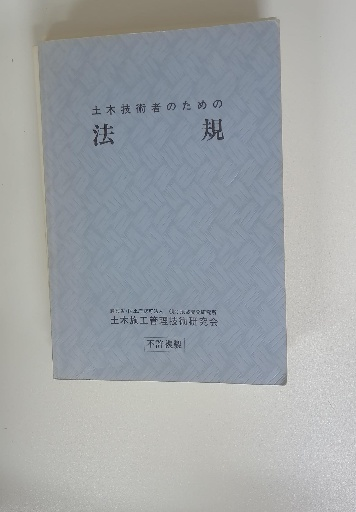 土木技術者のための
法規
土木施工管理技術研究会
不許複製